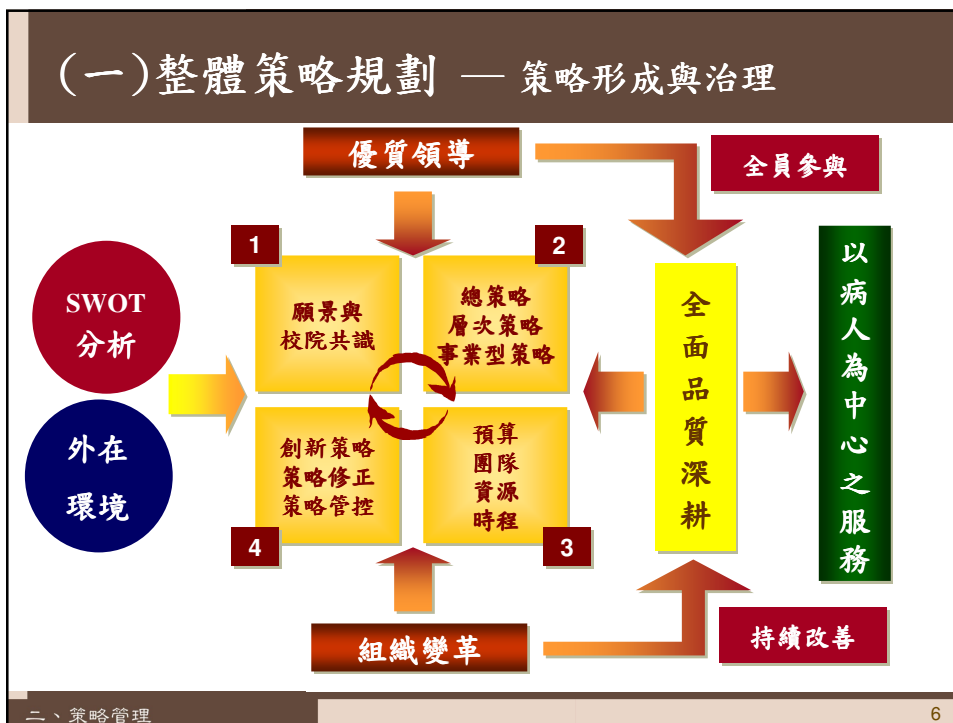 (一)整體策略規劃 — 策略形成與治理
優質領導
全員參與
SWOT
分析
外在
環境
1
願景與
校院共識
2
總策略
層次策略
事業型策略
創新策略
策略修正
策略管控
4
預算
團隊
資源
時程
3
全面品質深耕
以病人為中心之服務
組織變革
持續改善
二、策略管理
6